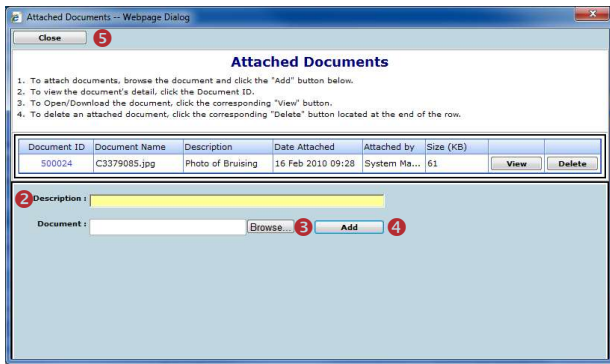 Attached Documents -- Webpage Dialog
Close 5
Attached Documents
1. To attach documents, browse the document and click the "Add" button below.
2. To view the document's detail, click the Document ID.
3. To Open/Download the document, click the corresponding "View" button.
4. To delete an attached document, click the corresponding "Delete" button located at the end of the row.
Document ID Document Name Description Date Attached Attached by Size (KB)
500024 C3379085.jpg Photo of Bruising 16 Feb 2010 09:28 System Ma... 61 View Delete
2 Description :
Document : Browse... 3 Add 4